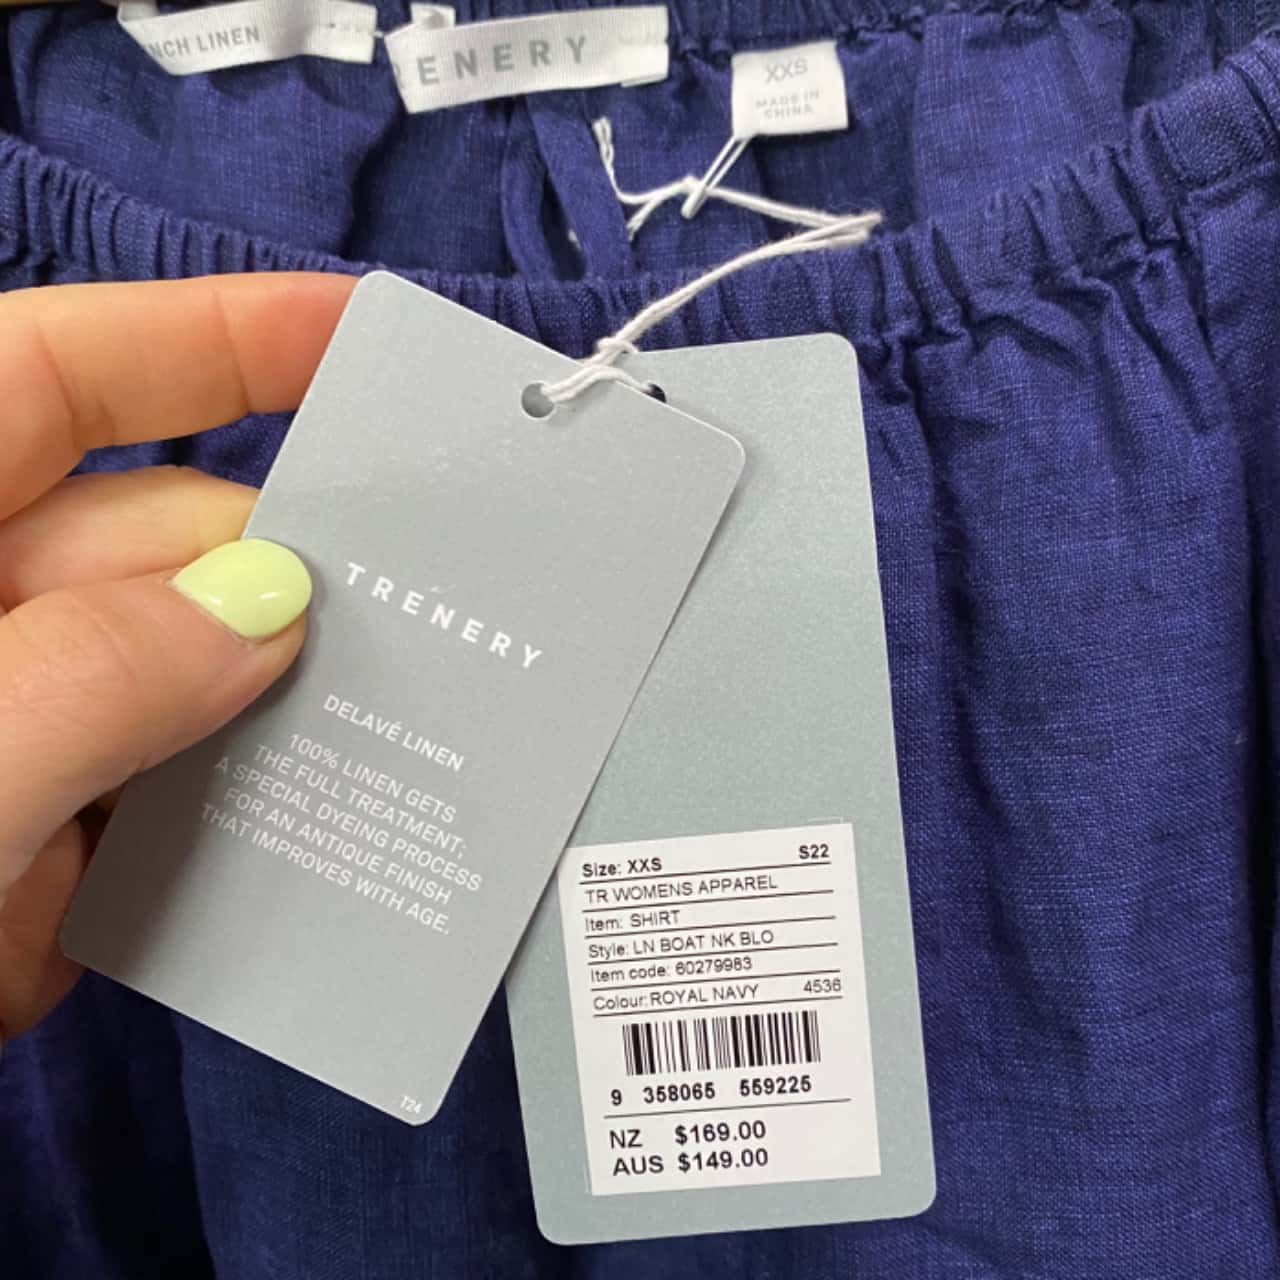 NCH LINEN
ENERY
XXS
MADE IN
CHINA
TRENERY
DELAVÉ LINEN
100% LINEN GETS
THE FULL TREATMENT;
A SPECIAL DYEING PROCESS
FOR AN ANTIQUE FINISH
THAT IMPROVES WITH AGE.
T24
Size: XXS S22
TR WOMENS APPAREL
Item: SHIRT
Style: LN BOAT NK BLO
Item code: 60279983
Colour: ROYAL NAVY 4536
9 358065 559225
NZ $169.00
AUS $149.00